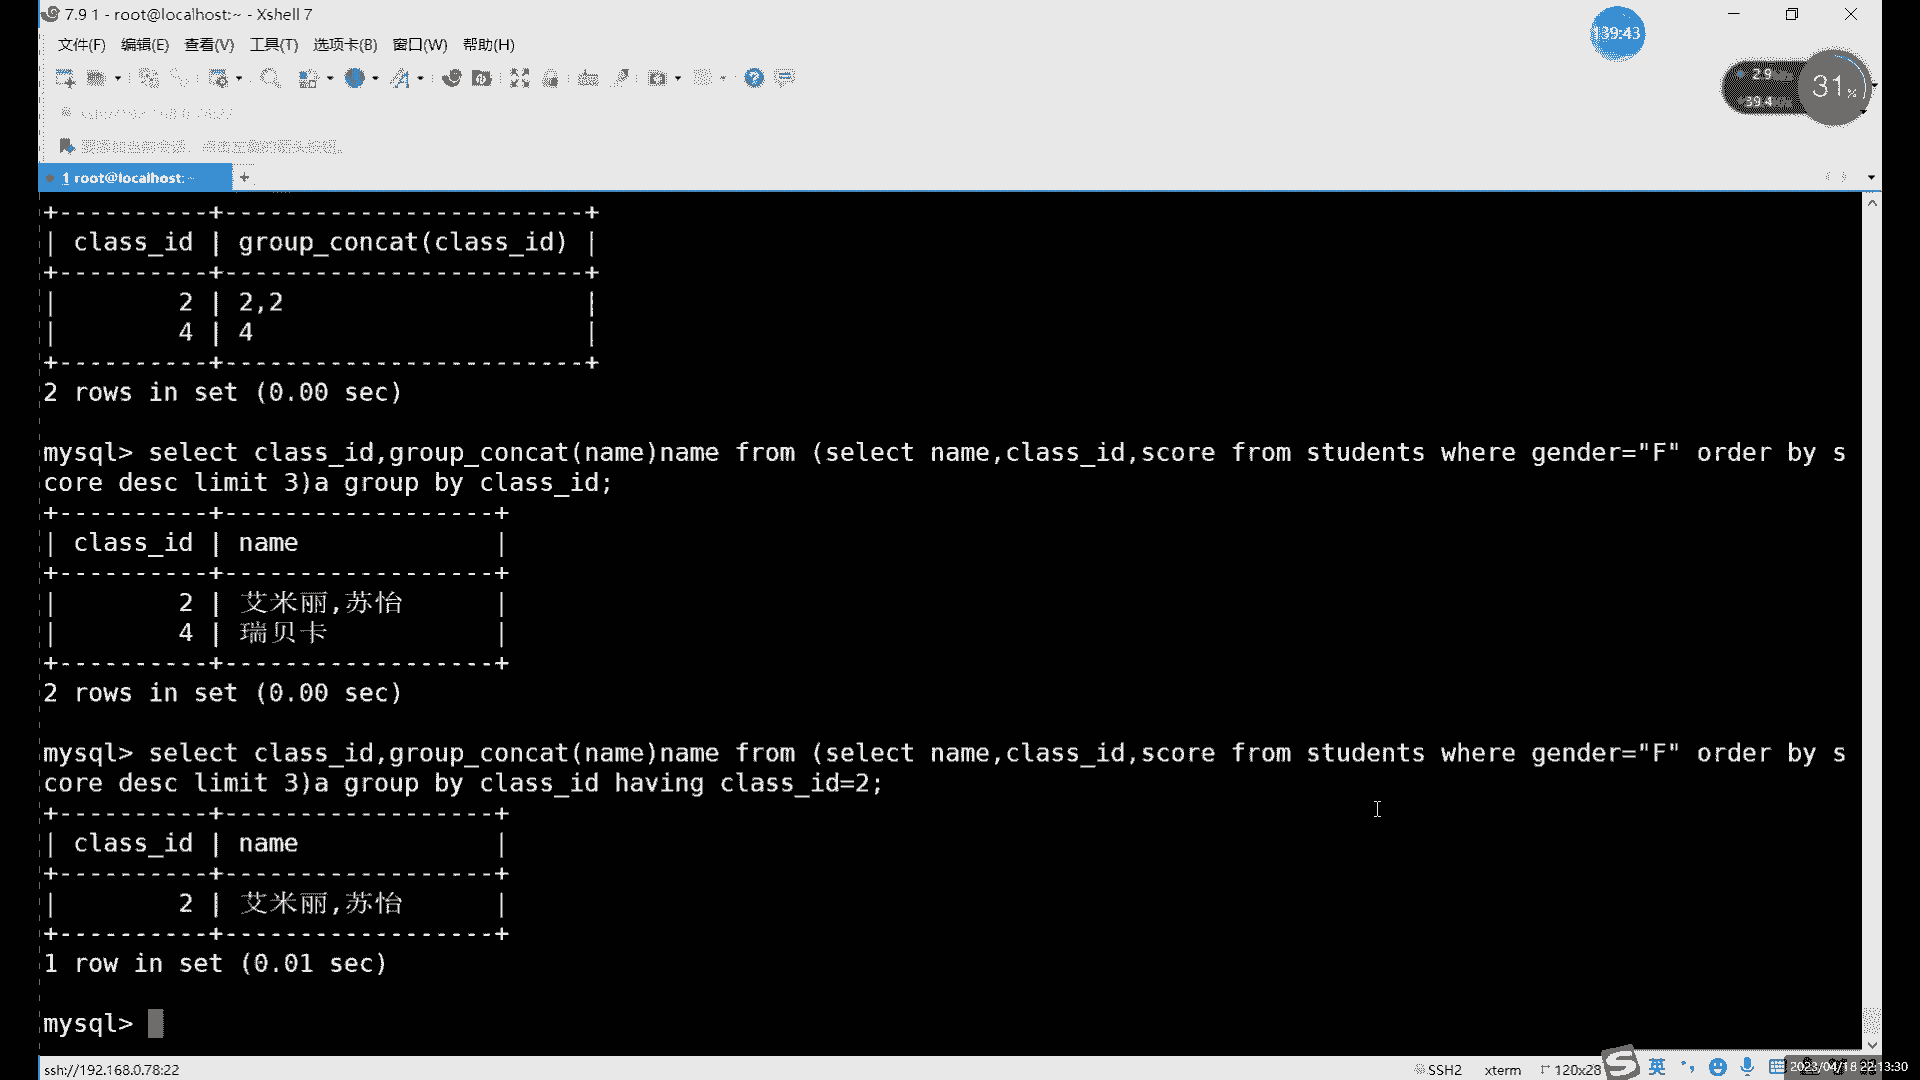 7.9 1 - root@localhost:~ - Xshell 7
139:43
文件(F) 编辑(E) 查看(V) 工具(T) 选项卡(B) 窗口(W) 帮助(H)
2.9
31%
39.4
1 root@localhost:~
+----------+------------------------+
| class_id | group_concat(class_id) |
+----------+------------------------+
|        2 | 2,2                    |
|        4 | 4                      |
+----------+------------------------+
2 rows in set (0.00 sec)
mysql> select class_id,group_concat(name)name from (select name,class_id,score from students where gender="F" order by s
core desc limit 3)a group by class_id;
+----------+------------------+
| class_id | name             |
+----------+------------------+
|        2 | 艾米丽,苏怡      |
|        4 | 瑞贝卡           |
+----------+------------------+
2 rows in set (0.00 sec)
mysql> select class_id,group_concat(name)name from (select name,class_id,score from students where gender="F" order by s
core desc limit 3)a group by class_id having class_id=2;
+----------+------------------+
| class_id | name             |
+----------+------------------+
|        2 | 艾米丽,苏怡      |
+----------+------------------+
1 row in set (0.01 sec)
mysql>
ssh://192.168.0.78:22
SSH2 xterm 120x28 英 2023/04/18 22:13:30